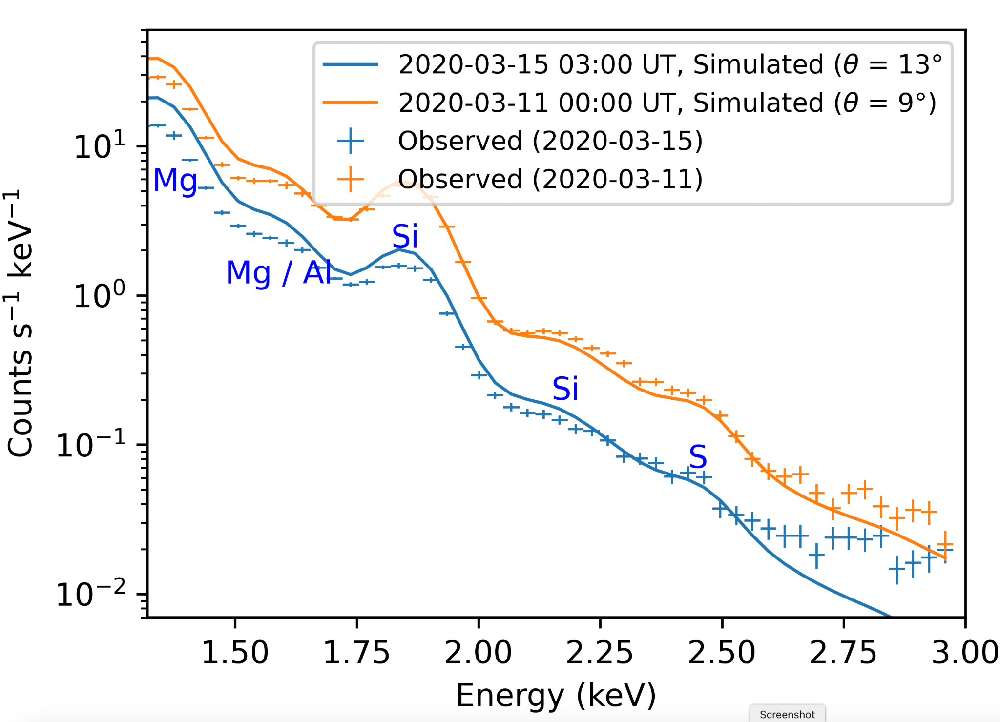 2020-03-15 03:00 UT, Simulated (θ = 13°
2020-03-11 00:00 UT, Simulated (θ = 9°)
Observed (2020-03-15)
Observed (2020-03-11)
10¹
10⁰
10⁻¹
10⁻²
Counts s⁻¹ keV⁻¹
Mg
Mg / Al
Si
Si
S
1.50 1.75 2.00 2.25 2.50 2.75 3.00
Energy (keV)
Screenshot